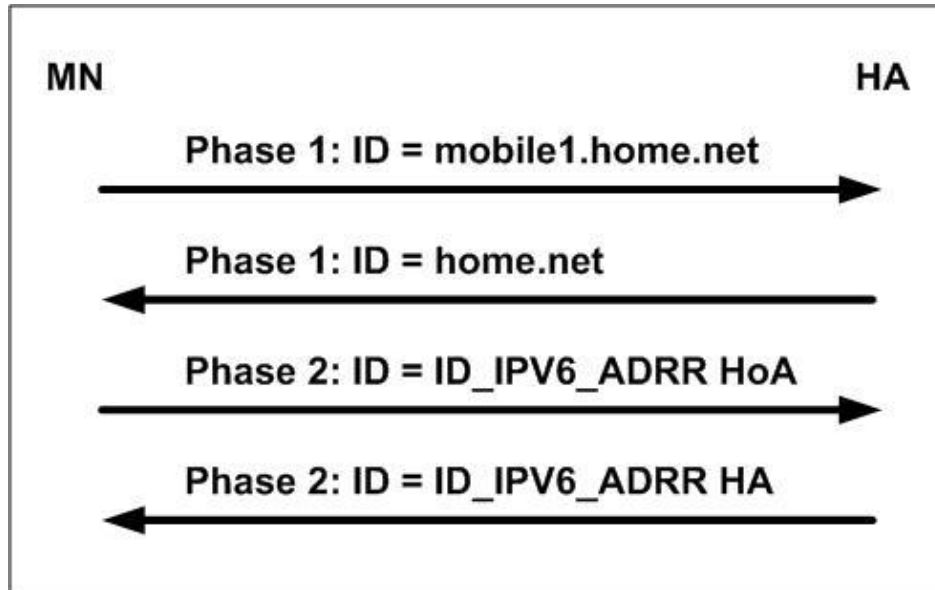 MN HA
Phase 1: ID = mobile1.home.net
Phase 1: ID = home.net
Phase 2: ID = ID_IPV6_ADRR HoA
Phase 2: ID = ID_IPV6_ADRR HA